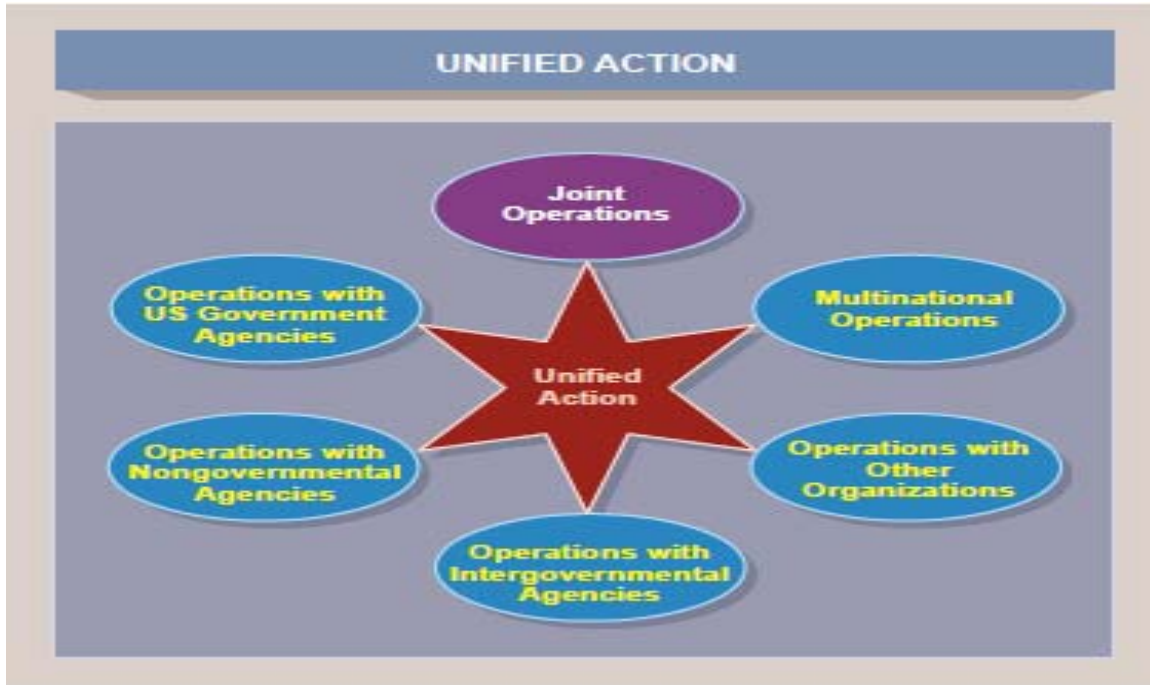 UNIFIED ACTION
Joint
Operations
Operations with
US Government
Agencies
Multinational
Operations
Unified
Action
Operations with
Nongovernmental
Agencies
Operations with
Other
Organizations
Operations with
Intergovernmental
Agencies